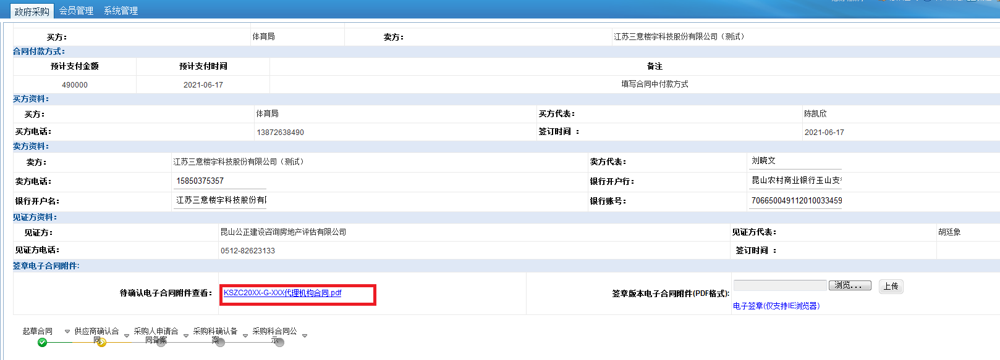 政府采购 会员管理 系统管理
买方： 体育局 卖方： 江苏三意楼宇科技股份有限公司（测试）
合同付款方式：
预计支付金额 预计支付时间 备注
490000 2021-06-17 填写合同中付款方式
买方资料：
买方： 体育局 买方代表： 陈凯欣
买方电话： 13872638490 签订时间 ： 2021-06-17
卖方资料：
卖方： 江苏三意楼宇科技股份有限公司（测试） 卖方代表： 刘晓文
卖方电话： 15850375357 银行开户行： 昆山农村商业银行玉山支
银行开户名： 江苏三意楼宇科技股份有 银行账号： 706650049112010033459
见证方资料：
见证方： 昆山公正建设咨询房地产评估有限公司 见证方代表： 胡廷象
见证方电话： 0512-82623133 签订时间 ：
签章电子合同附件:
待确认电子合同附件查看： KSZC20XX-G-XXX代理机构合同.pdf 签章版本电子合同附件(PDF格式): 浏览... 上传
电子签章(仅支持IE浏览器)
起草合同 供应商确认合同 采购人申请合同备案 采购科确认备案 采购科合同公示